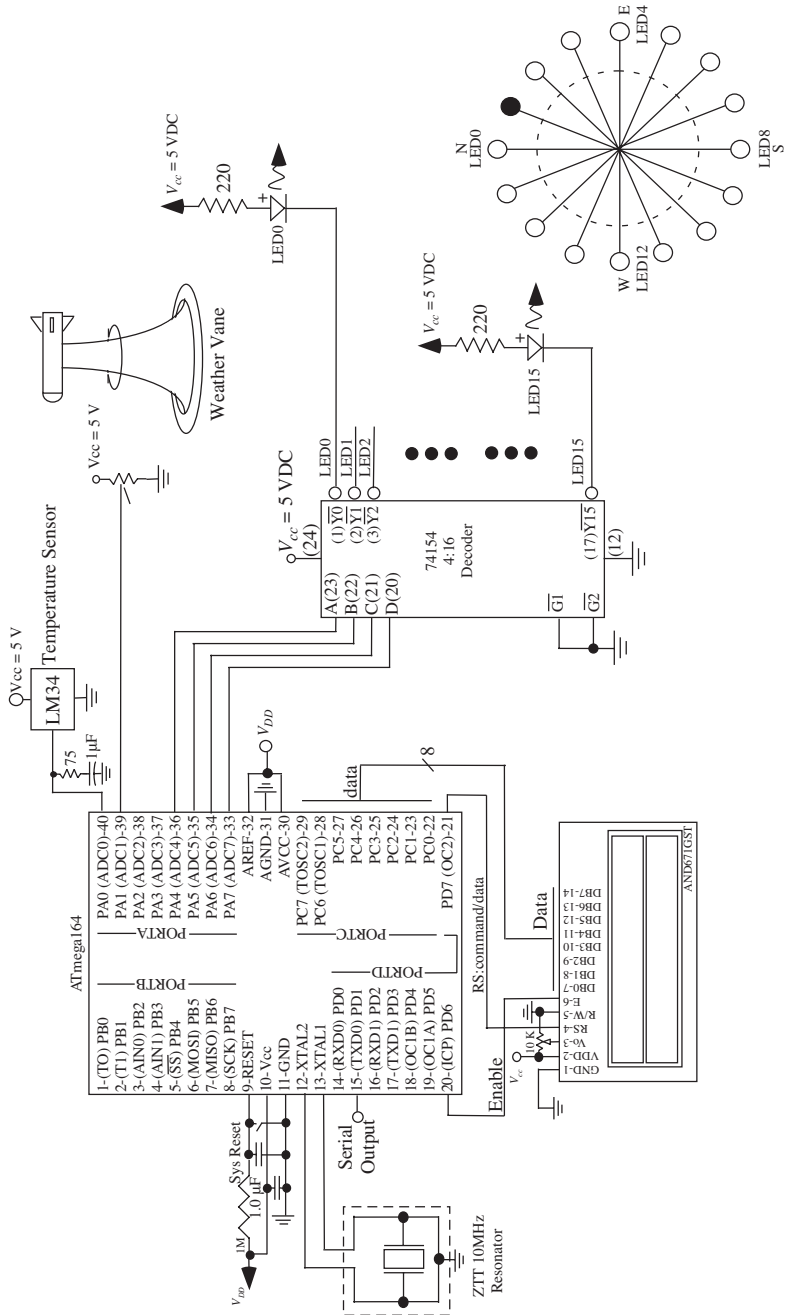 Vcc = 5 V
LM34
Temperature Sensor
75
1µF
Vcc = 5 V
Weather Vane
ATmega164
1-(TO) PB0
2-(T1) PB1
3-(AIN0) PB2
4-(AIN1) PB3
5-(SS) PB4
6-(MOSI) PB5
7-(MISO) PB6
8-(SCK) PB7
9-RESET
10-Vcc
11-GND
12-XTAL2
13-XTAL1
14-(RXD0) PD0
15-(TXD0) PD1
16-(RXD1) PD2
17-(TXD1) PD3
18-(OC1B) PD4
19-(OC1A) PD5
20-(ICP) PD6
PORTB
PORTA
PORTC
PORTD
PA0 (ADC0)-40
PA1 (ADC1)-39
PA2 (ADC2)-38
PA3 (ADC3)-37
PA4 (ADC4)-36
PA5 (ADC5)-35
PA6 (ADC6)-34
PA7 (ADC7)-33
AREF-32
AGND-31
AVCC-30
PC7 (TOSC2)-29
PC6 (TOSC1)-28
PC5-27
PC4-26
PC3-25
PC2-24
PC1-23
PC0-22
PD7 (OC2)-21
VDD
VDD
1M
Sys Reset
1.0 µF
Serial
Output
ZTT 10MHz
Resonator
data
8
RS:command/data
Enable
Data
Vcc
10 K
GND-1
VDD-2
Vo-3
RS-4
R/W-5
E-6
DB0-7
DB1-8
DB2-9
DB3-10
DB4-11
DB5-12
DB6-13
DB7-14
AND671GST
Vcc = 5 VDC
(24)
A(23)
B(22)
C(21)
D(20)
G1
G2
74154
4:16
Decoder
(1)Y0
(2)Y1
(3)Y2
(17)Y15
(12)
LED0
LED1
LED2
LED15
Vcc = 5 VDC
220
+
LED0
Vcc = 5 VDC
220
+
LED15
N
LED0
E
LED4
LED8
S
W
LED12